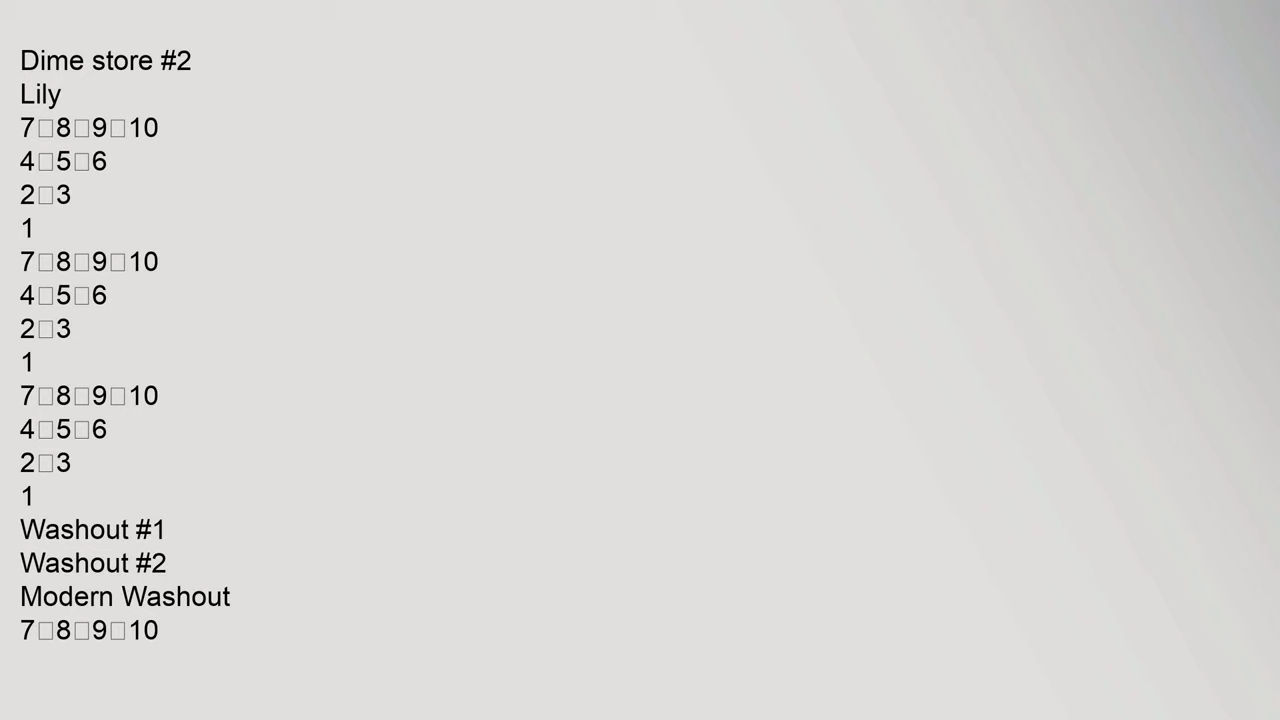 Dime store #2
Lily
7□8□9□10
4□5□6
2□3
1
7□8□9□10
4□5□6
2□3
1
7□8□9□10
4□5□6
2□3
1
Washout #1
Washout #2
Modern Washout
7□8□9□10